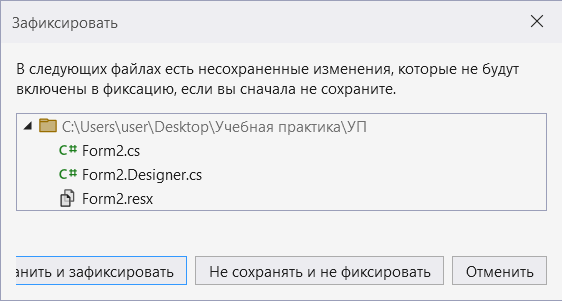 Зафиксировать
В следующих файлах есть несохраненные изменения, которые не будут
включены в фиксацию, если вы сначала не сохраните.
C:\Users\user\Desktop\Учебная практика\УП
C# Form2.cs
C# Form2.Designer.cs
Form2.resx
анить и зафиксировать Не сохранять и не фиксировать Отменить